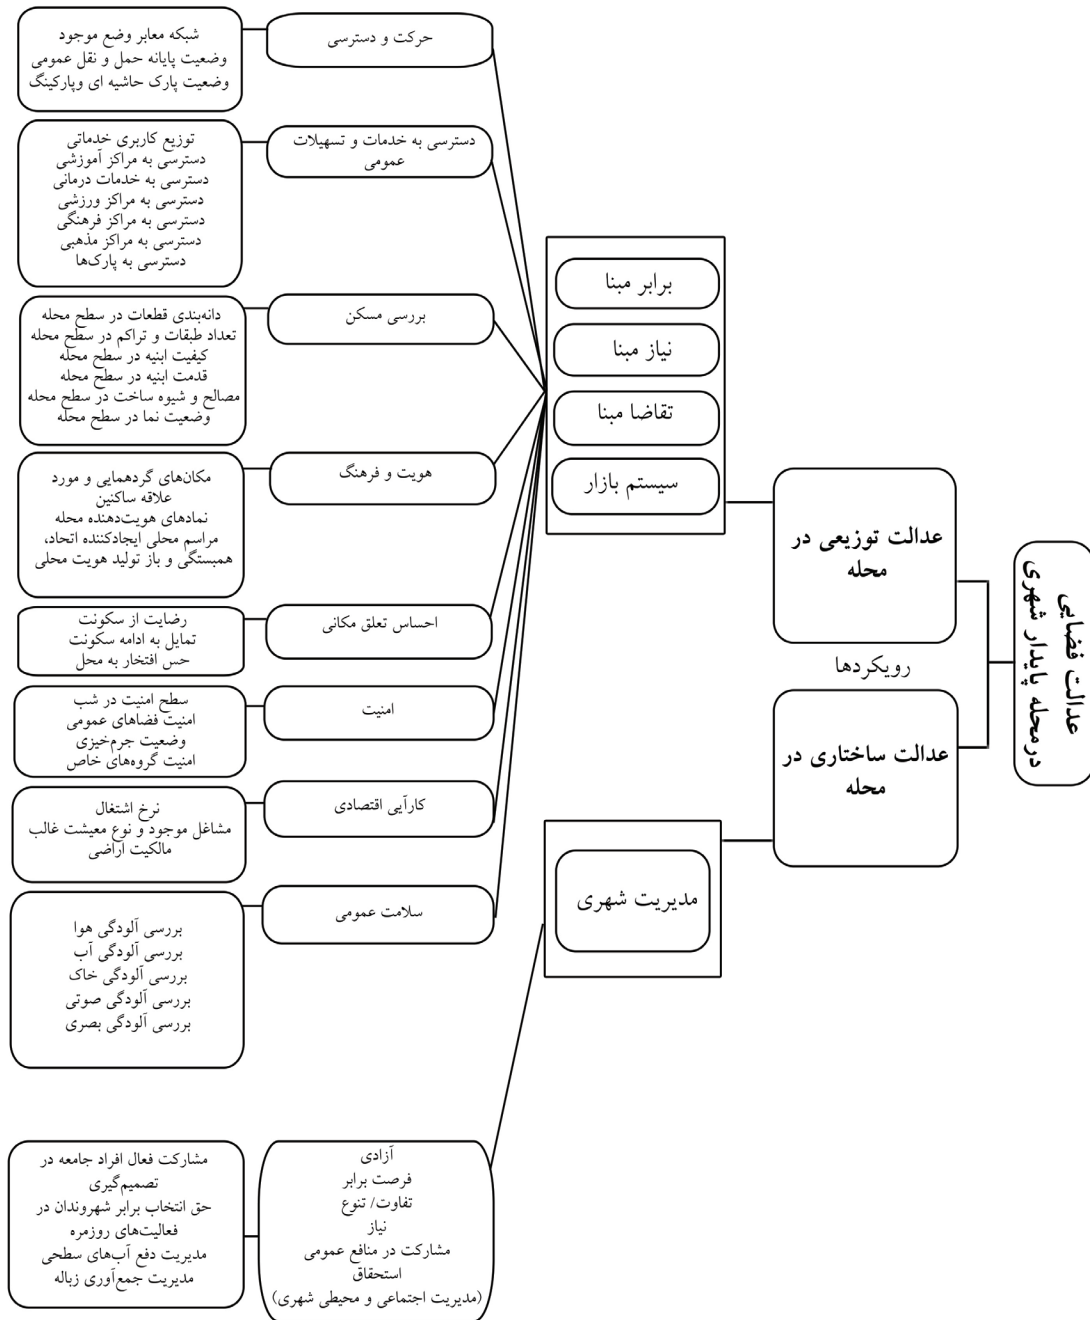 عدالت فضایی
درمحله پایدار شهری
عدالت توزیعی در
محله
رویکردها
عدالت ساختاری در
محله
برابر مبنا
نیاز مبنا
تقاضا مبنا
سیستم بازار
مدیریت شهری
حرکت و دسترسی
شبکه معابر وضع موجود
وضعیت پایانه حمل و نقل عمومی
وضعیت پارک حاشیه ای وپارکینگ
دسترسی به خدمات و تسهیلات
عمومی
توزیع کاربری خدماتی
دسترسی به مراکز آموزشی
دسترسی به خدمات درمانی
دسترسی به مراکز ورزشی
دسترسی به مراکز فرهنگی
دسترسی به مراکز مذهبی
دسترسی به پارک‌ها
بررسی مسکن
دانه‌بندی قطعات در سطح محله
تعداد طبقات و تراکم در سطح محله
کیفیت ابنیه در سطح محله
قدمت ابنیه در سطح محله
مصالح و شیوه ساخت در سطح محله
وضعیت نما در سطح محله
هویت و فرهنگ
مکان‌های گردهمایی و مورد
علاقه ساکنین
نمادهای هویت‌دهنده محله
مراسم محلی ایجادکننده اتحاد،
همبستگی و باز تولید هویت محلی
احساس تعلق مکانی
رضایت از سکونت
تمایل به ادامه سکونت
حس افتخار به محل
امنیت
سطح امنیت در شب
امنیت فضاهای عمومی
وضعیت جرم‌خیزی
امنیت گروه‌های خاص
کارآیی اقتصادی
نرخ اشتغال
مشاغل موجود و نوع معیشت غالب
مالکیت اراضی
سلامت عمومی
بررسی آلودگی هوا
بررسی آلودگی آب
بررسی آلودگی خاک
بررسی آلودگی صوتی
بررسی آلودگی بصری
آزادی
فرصت برابر
تفاوت/ تنوع
نیاز
مشارکت در منافع عمومی
استحقاق
(مدیریت اجتماعی و محیطی شهری)
مشارکت فعال افراد جامعه در
تصمیم‌گیری
حق انتخاب برابر شهروندان در
فعالیت‌های روزمره
مدیریت دفع آب‌های سطحی
مدیریت جمع‌آوری زباله